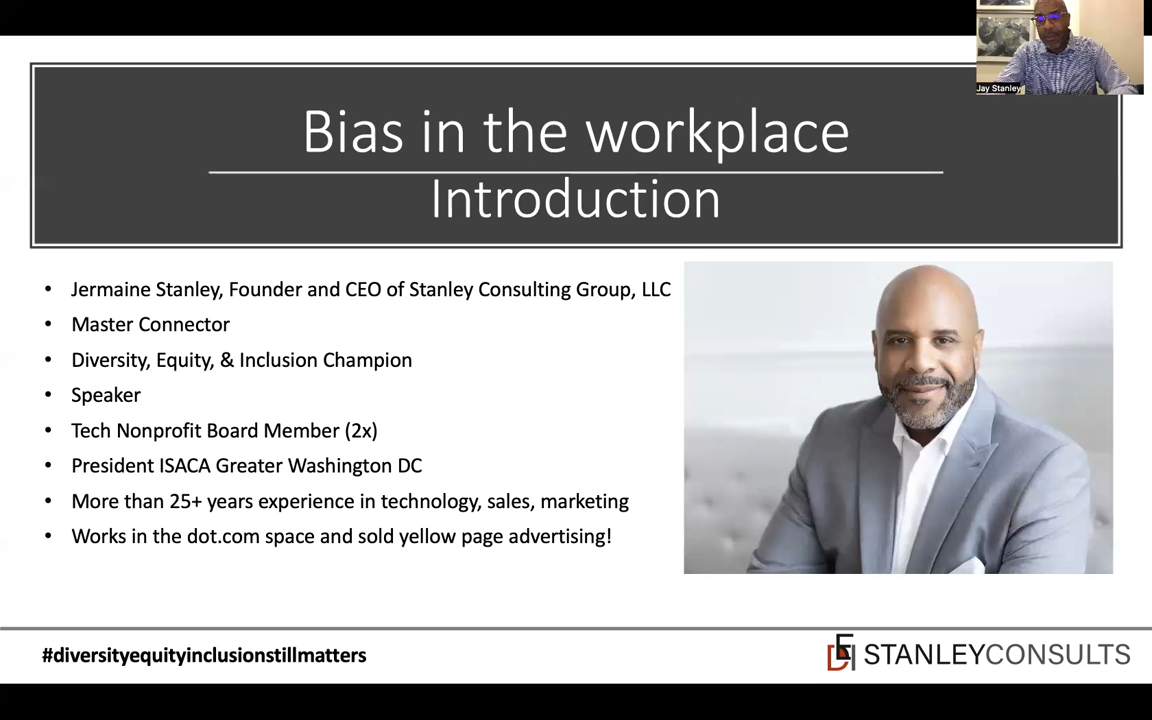 Jay Stanley
Bias in the workplace
Introduction
• Jermaine Stanley, Founder and CEO of Stanley Consulting Group, LLC
• Master Connector
• Diversity, Equity, & Inclusion Champion
• Speaker
• Tech Nonprofit Board Member (2x)
• President ISACA Greater Washington DC
• More than 25+ years experience in technology, sales, marketing
• Works in the dot.com space and sold yellow page advertising!
#diversityequityinclusionstillmatters
DEI STANLEYCONSULTS